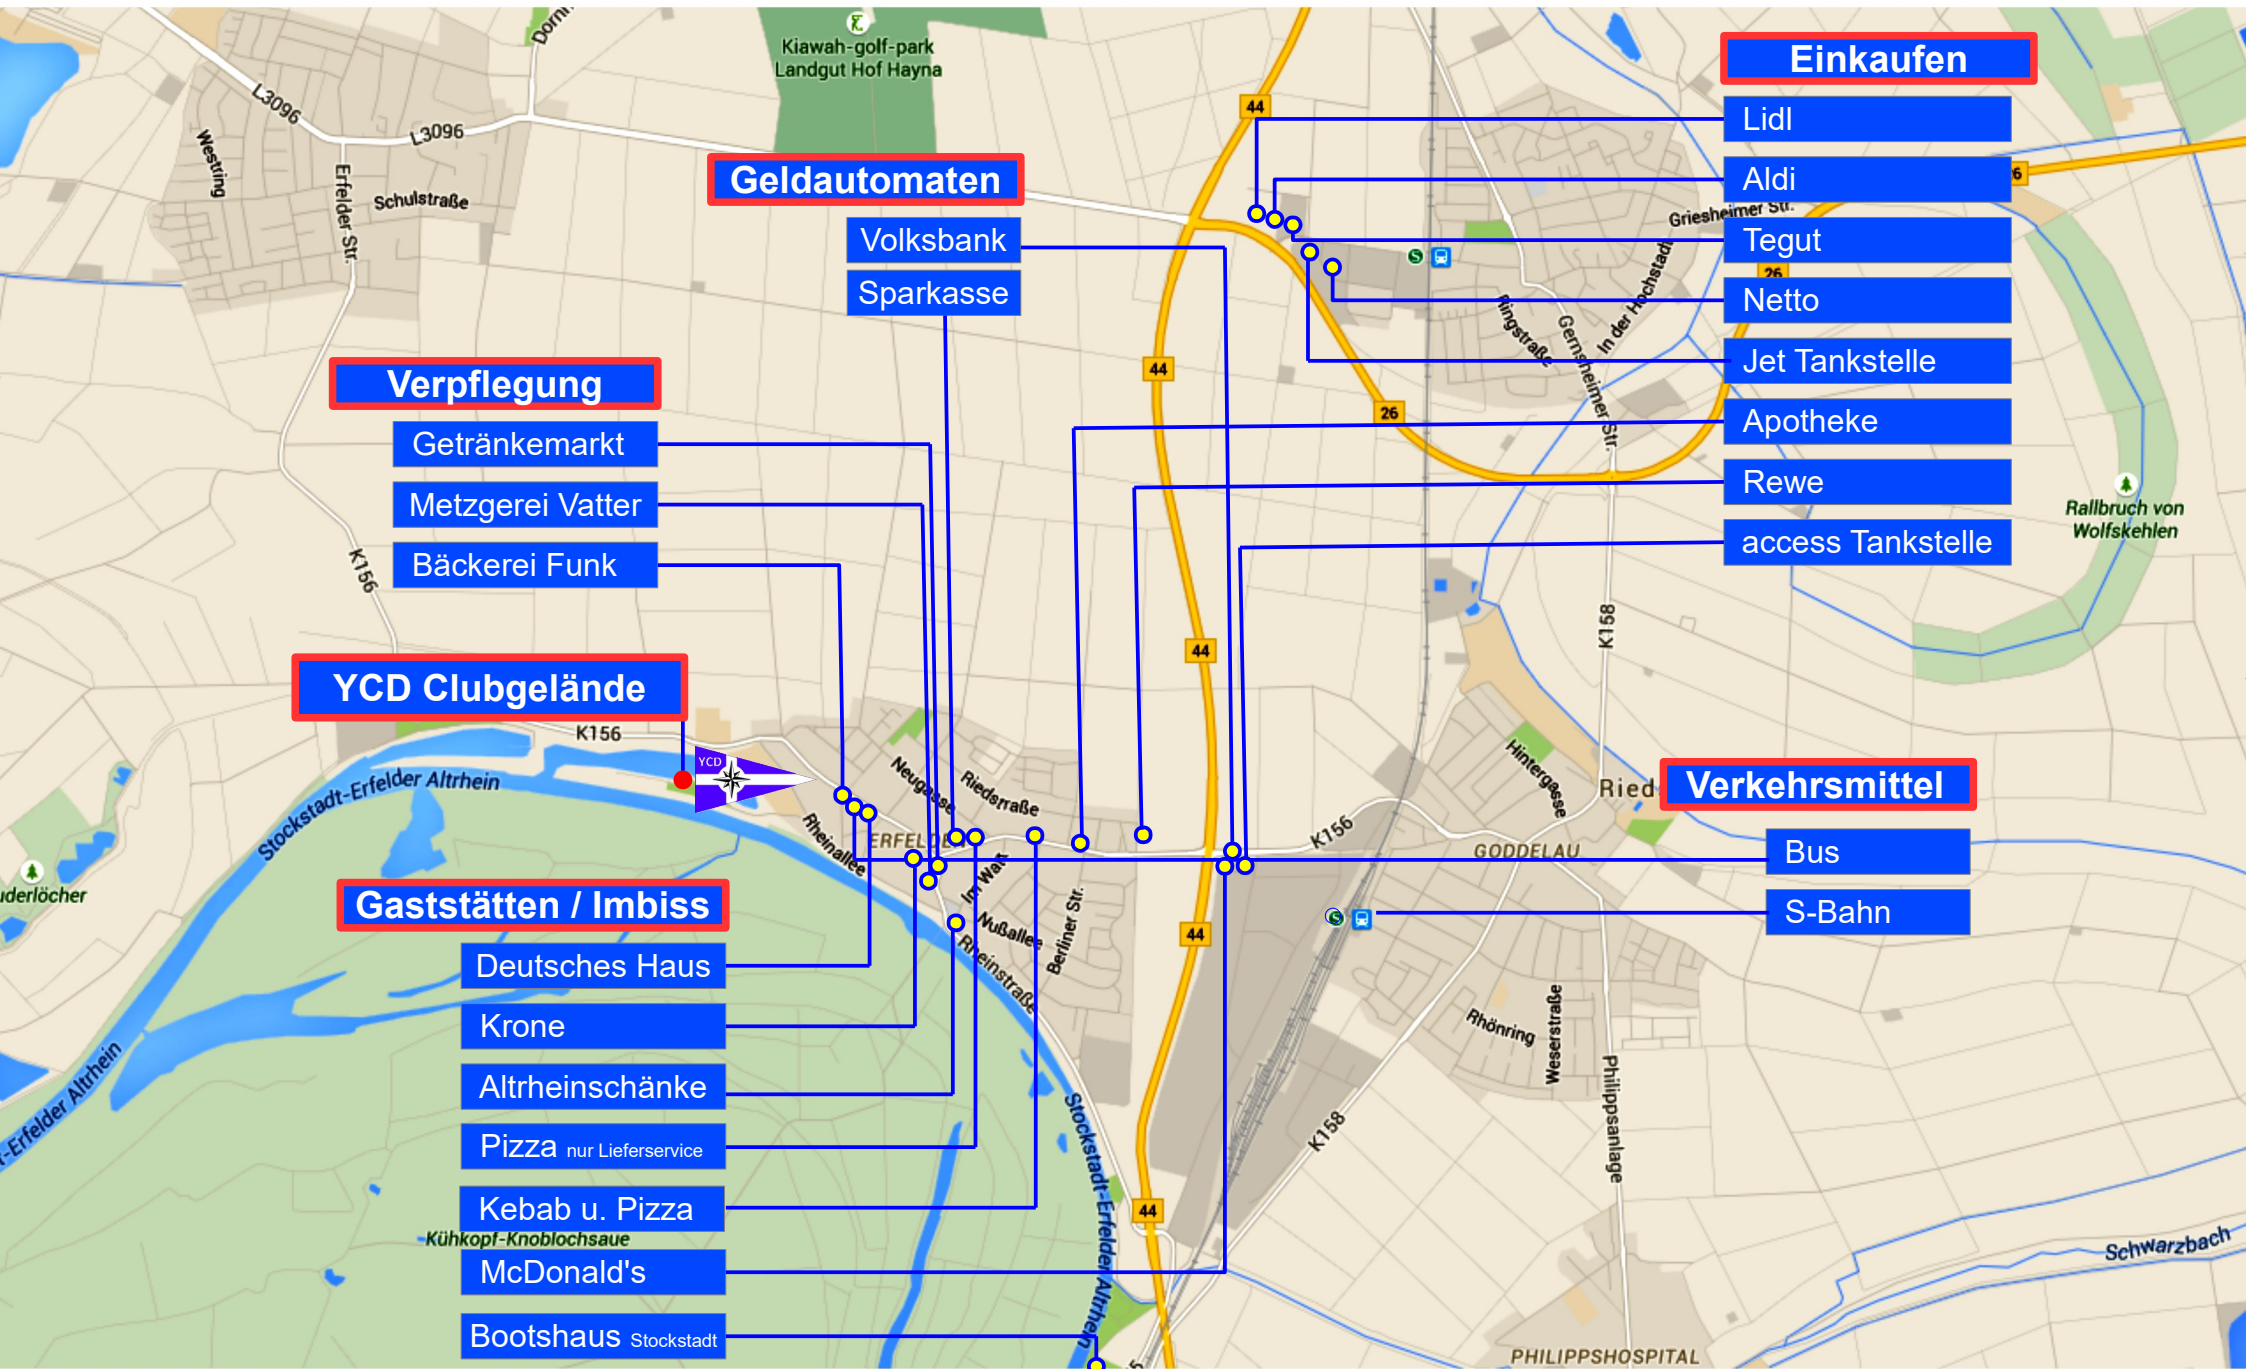 Kiawah-golf-park
Landgut Hof Hayna
44
L3096
L3096
Westring
Erfelder Str.
Schulstraße
Einkaufen
Lidl
Aldi
Tegut
Netto
Jet Tankstelle
Apotheke
Rewe
access Tankstelle
Griesheimer Str.
26
In der Hochstadt
Ringstraße
Gernsheimer Str.
Geldautomaten
Volksbank
Sparkasse
44
26
Verpflegung
Getränkemarkt
Metzgerei Vatter
Bäckerei Funk
Rallbruch von
Wolfskehlen
K156
K158
44
YCD Clubgelände
K156
YCD
Stockstadt-Erfelder Altrhein
Neugasse
Riedstraße
Rheinallee
Im Watt
Nußallee
Berliner Str.
Rheinstraße
K156
Hintergasse
GODDELAU
Verkehrsmittel
Bus
S-Bahn
44
Gaststätten / Imbiss
Deutsches Haus
Krone
Altrheinschänke
Pizza nur Lieferservice
Kebab u. Pizza
Kühkopf-Knoblochsaue
McDonald's
Bootshaus Stockstadt
Rhönring
Weserstraße
Philippsanlage
K158
44
Stockstadt-Erfelder Altrhein
Schwarzbach
PHILIPPSHOSPITAL